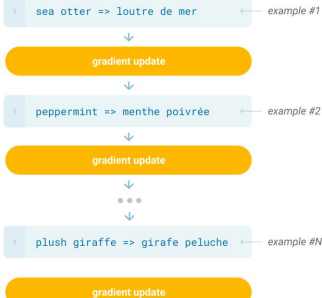 1 sea otter => loutre de mer ← example #1
gradient update
1 peppermint => menthe poivrée ← example #2
gradient update
1 plush giraffe => girafe peluche ← example #N
gradient update